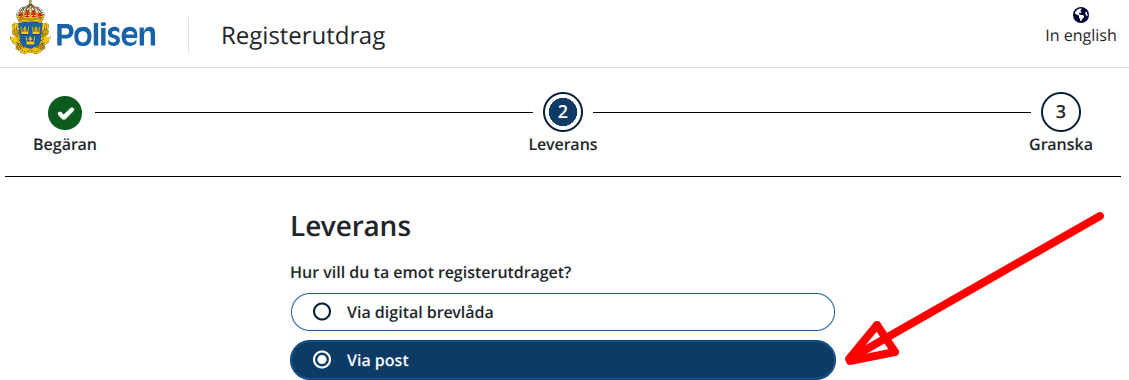 Polisen
Registerutdrag
In english
2
3
Begäran
Leverans
Granska
Leverans
Hur vill du ta emot registerutdraget?
Via digital brevlåda
Via post